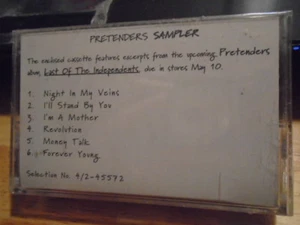 PRETENDERS SAMPLER
The enclosed cassette features excerpts from the upcoming Pretenders
album, Last Of The Independents, due in stores May 10.
1. Night In My Veins
2. I'll Stand By You
3. I'm A Mother
4. Revolution
5. Money Talk
6. Forever Young
Selection No. 4/2-45572